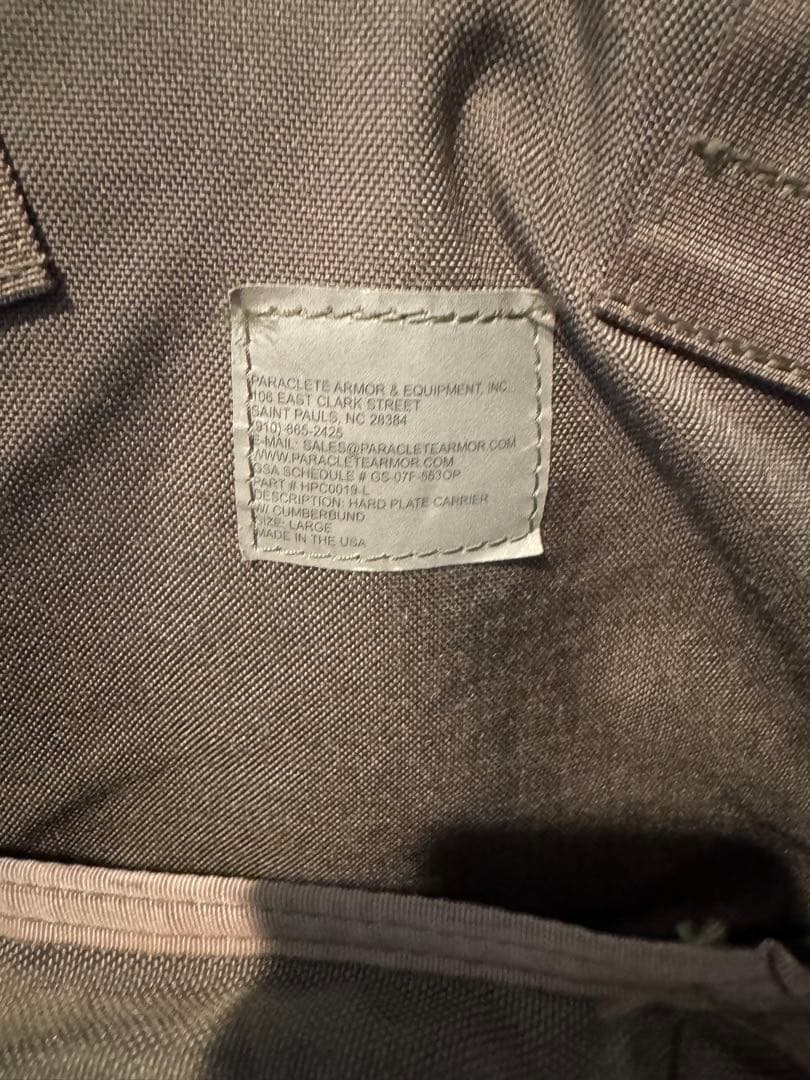 PARACLETE ARMOR & EQUIPMENT, INC.
106 EAST CLARK STREET
SAINT PAULS, NC 28384
(910)-865-2425
E-MAIL: SALES@PARACLETEARMOR.COM
WWW.PARACLETEARMOR.COM
GSA SCHEDULE # GS-07F-553OP
PART # HPC0019-L
DESCRIPTION: HARD PLATE CARRIER
W/ CUMBERBUND
SIZE: LARGE
MADE IN THE USA